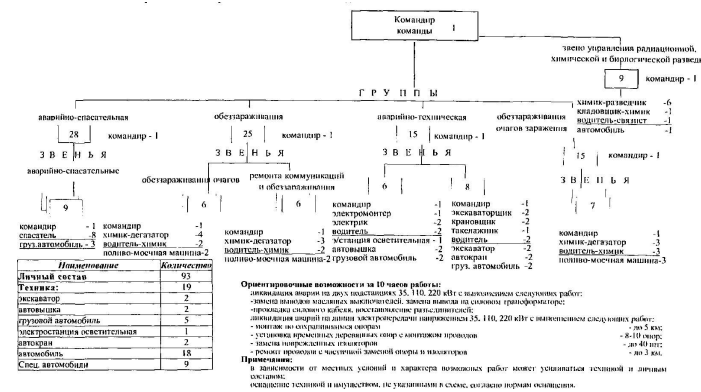 Командир
команды 1
звено управления радиационной,
химической и биологической разведк
9 командир - 1
Г Р У П П Ы
химик-разведчик -6
кладовщик-химик -1
водитель-связист -1
автомобиль -1
аварийно-спасательная обеззараживания аварийно-техническая обеззараживания
очагов заражения
28 командир - 1 25 командир - 1 15 командир - 1
15 командир - 1
З В Е Н Ь Я З В Е Н Ь Я З В Е Н Ь Я
З В Е Н Ь Я
аварийно-спасательные
обеззараживания очагов ремонта коммуникаций
и обеззаваживания
9 6 6 6 8 7
командир - 1
спасатель -8
груз.автомобиль - 3
командир -1
химик-дегазатор -4
водитель-химик -2
поливо-моечная машина-2
командир -1
химик-дегазатор -3
водитель-химик -2
поливо-моечная машина-2
командир -1
электромонтер -1
электрик -2
водитель -2
э/станция осветительная - 1
автовышка -2
грузовой автомобиль -2
командир -1
экскаваторщик -2
крановщик -2
такелажник -1
водитель -2
экскаватор -2
автокран -2
груз. автомобиль -2
командир -1
химик-дегазатор -3
водитель-химик -3
поливо-моечная машина-3
Наименование Количество
Личный состав 93
Техника: 19
экскаватор 2
автовышка 2
грузовой автомобиль 5
электростанция осветительная 1
автокран 2
автомобиль 18
Спец. автомобили 9
Ориентировочные возможности за 10 часов работы:
ликвидация аварии на двух подстанциях 35, 110, 220 кВт с выполнением следующих работ:
-замена выводов масляных выключателей, замена вывода на силовом трансформаторе;
-прокладка силового кабеля, восстановление разъединителей;
ликвидация аварий на линии электропередачи напряжением 35, 110, 220 кВт с выполнением следующих работ:
- монтаж по сохранившимся опорам - до 5 км;
- установка временных деревянных опор с монтажом проводов - 8-10 опор;
- замена поврежденных изоляторов - до 40 шт;
- ремонт проводов с частичной заменой опоры и изоляторов - до 3 км.
Примечания:
в зависимости от местных условий и характера возможных работ может усиливаться техникой и личным
составом;
оснащение техникой и имуществом, не указанными в схеме, согласно нормам оснащения.